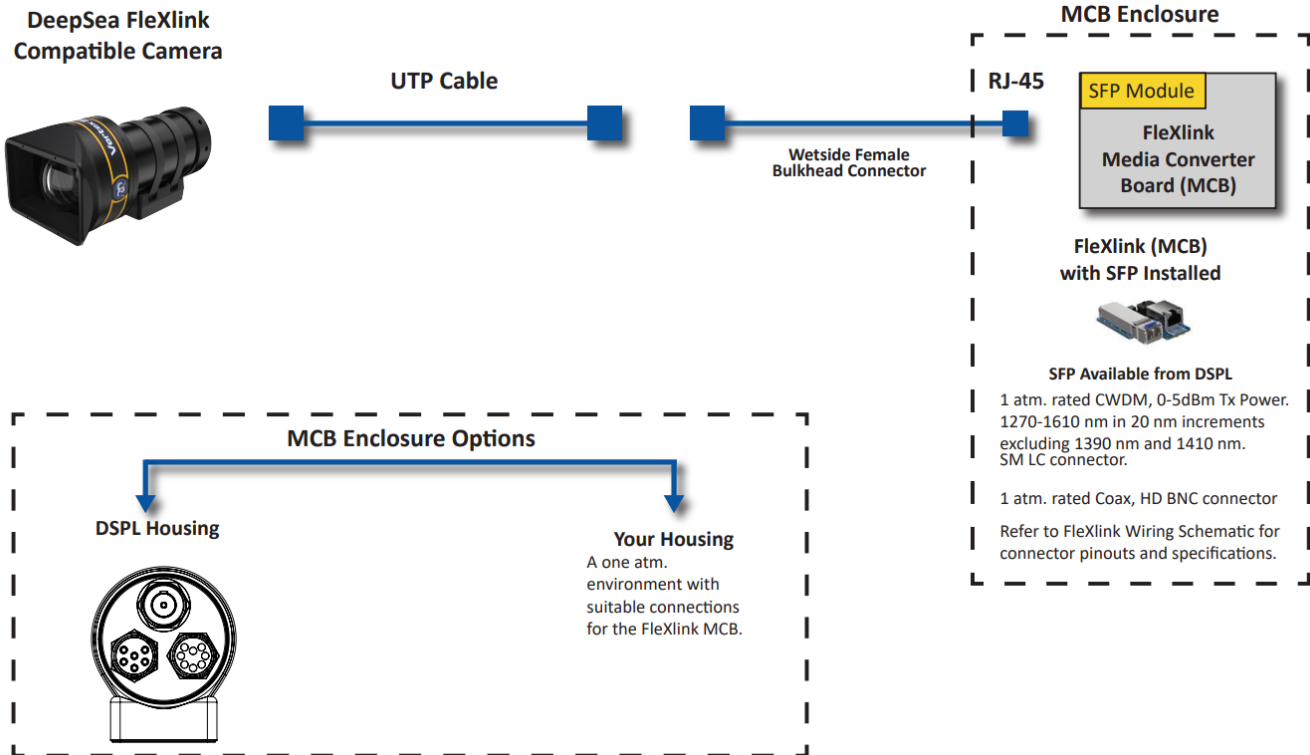 DeepSea FleXlink
Compatible Camera
UTP Cable
Wetside Female
Bulkhead Connector
MCB Enclosure
RJ-45
SFP Module
FleXlink
Media Converter
Board (MCB)
FleXlink (MCB)
with SFP Installed
SFP Available from DSPL
1 atm. rated CWDM, 0-5dBm Tx Power.
1270-1610 nm in 20 nm increments
excluding 1390 nm and 1410 nm.
SM LC connector.
1 atm. rated Coax, HD BNC connector
Refer to FleXlink Wiring Schematic for
connector pinouts and specifications.
MCB Enclosure Options
DSPL Housing
Your Housing
A one atm.
environment with
suitable connections
for the FleXlink MCB.